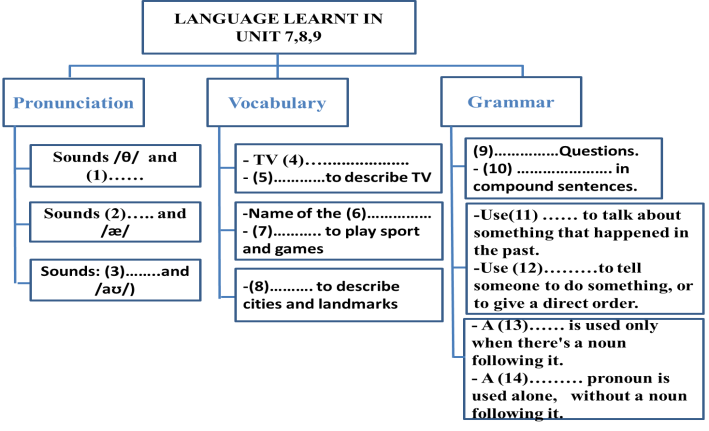 LANGUAGE LEARNT IN
UNIT 7,8,9
Pronunciation
Sounds /θ/ and
(1)……
Sounds (2)….. and
/æ/
Sounds: (3)……..and
/aʊ/)
Vocabulary
- TV (4)…..………………
- (5)…………to describe TV
-Name of the (6)……………
- (7)……….. to play sport
and games
-(8)………. to describe
cities and landmarks
Grammar
(9)……………Questions.
- (10) …………………. in
compound sentences.
-Use(11) …… to talk about
something that happened in
the past.
-Use (12)………to tell
someone to do something, or
to give a direct order.
- A (13)…… is used only
when there's a noun
following it.
- A (14)……… pronoun is
used alone, without a noun
following it.